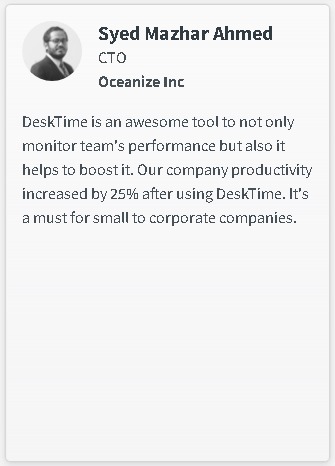 Syed Mazhar Ahmed
CTO
Oceanize Inc
DeskTime is an awesome tool to not only
monitor team's performance but also it
helps to boost it. Our company productivity
increased by 25% after using DeskTime. It's
a must for small to corporate companies.